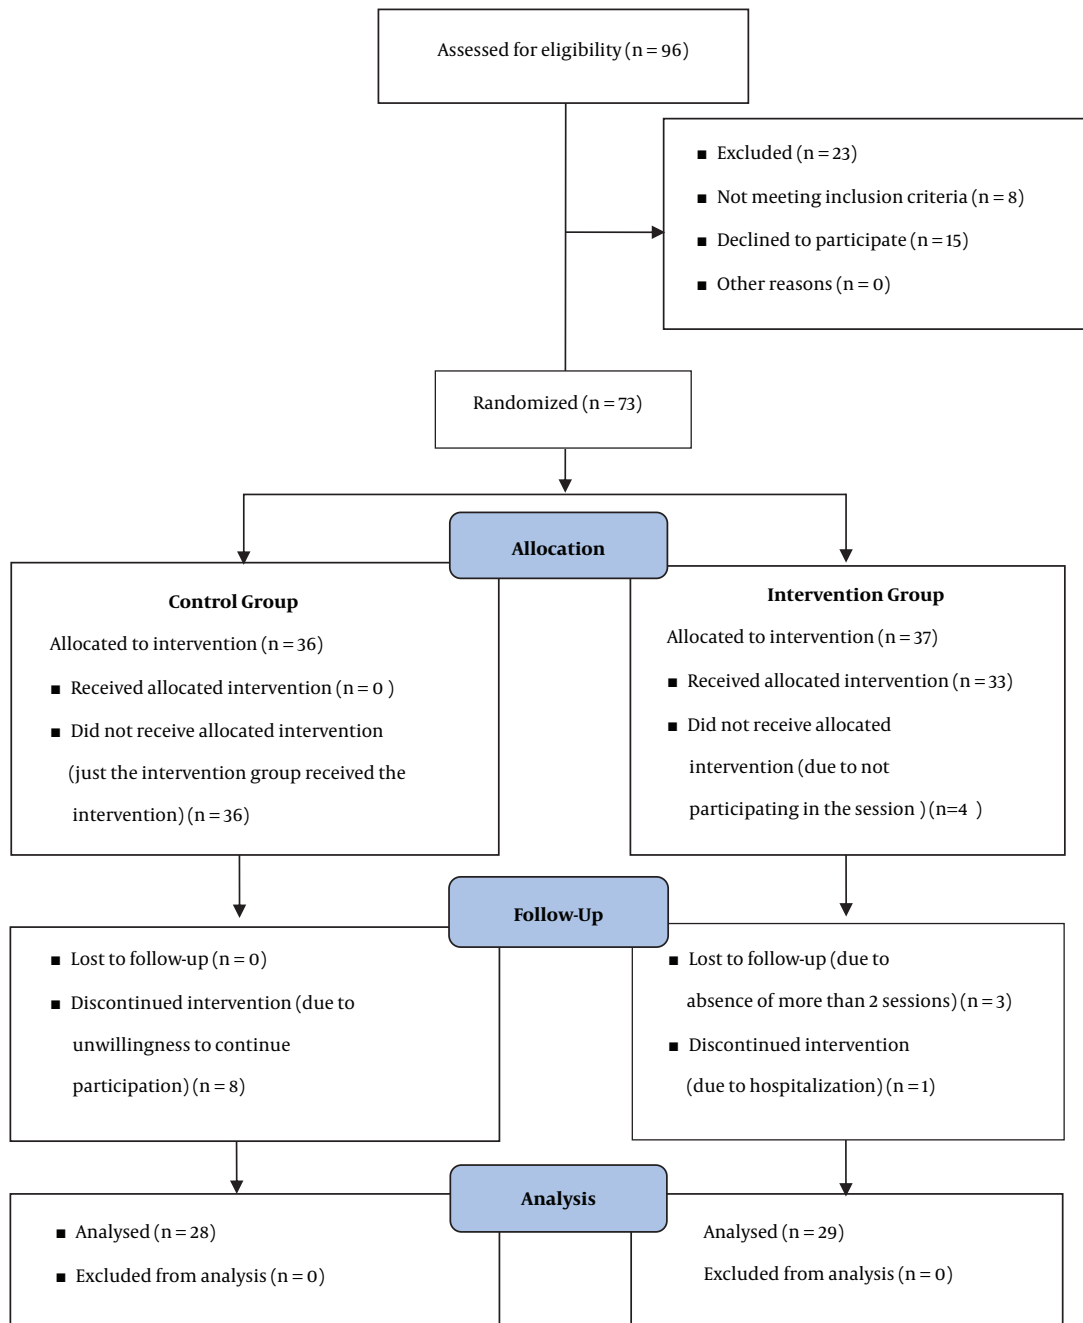 Assessed for eligibility (n = 96)
■ Excluded (n = 23)
■ Not meeting inclusion criteria (n = 8)
■ Declined to participate (n = 15)
■ Other reasons (n = 0)
Randomized (n = 73)
Allocation
Control Group
Allocated to intervention (n = 36)
■ Received allocated intervention (n = 0 )
■ Did not receive allocated intervention
(just the intervention group received the
intervention) (n = 36)
Intervention Group
Allocated to intervention (n = 37)
■ Received allocated intervention (n = 33)
■ Did not receive allocated
intervention (due to not
participating in the session ) (n=4 )
Follow-Up
■ Lost to follow-up (n = 0)
■ Discontinued intervention (due to
unwillingness to continue
participation) (n = 8)
■ Lost to follow-up (due to
absence of more than 2 sessions) (n = 3)
■ Discontinued intervention
(due to hospitalization) (n = 1)
Analysis
■ Analysed (n = 28)
■ Excluded from analysis (n = 0)
Analysed (n = 29)
Excluded from analysis (n = 0)